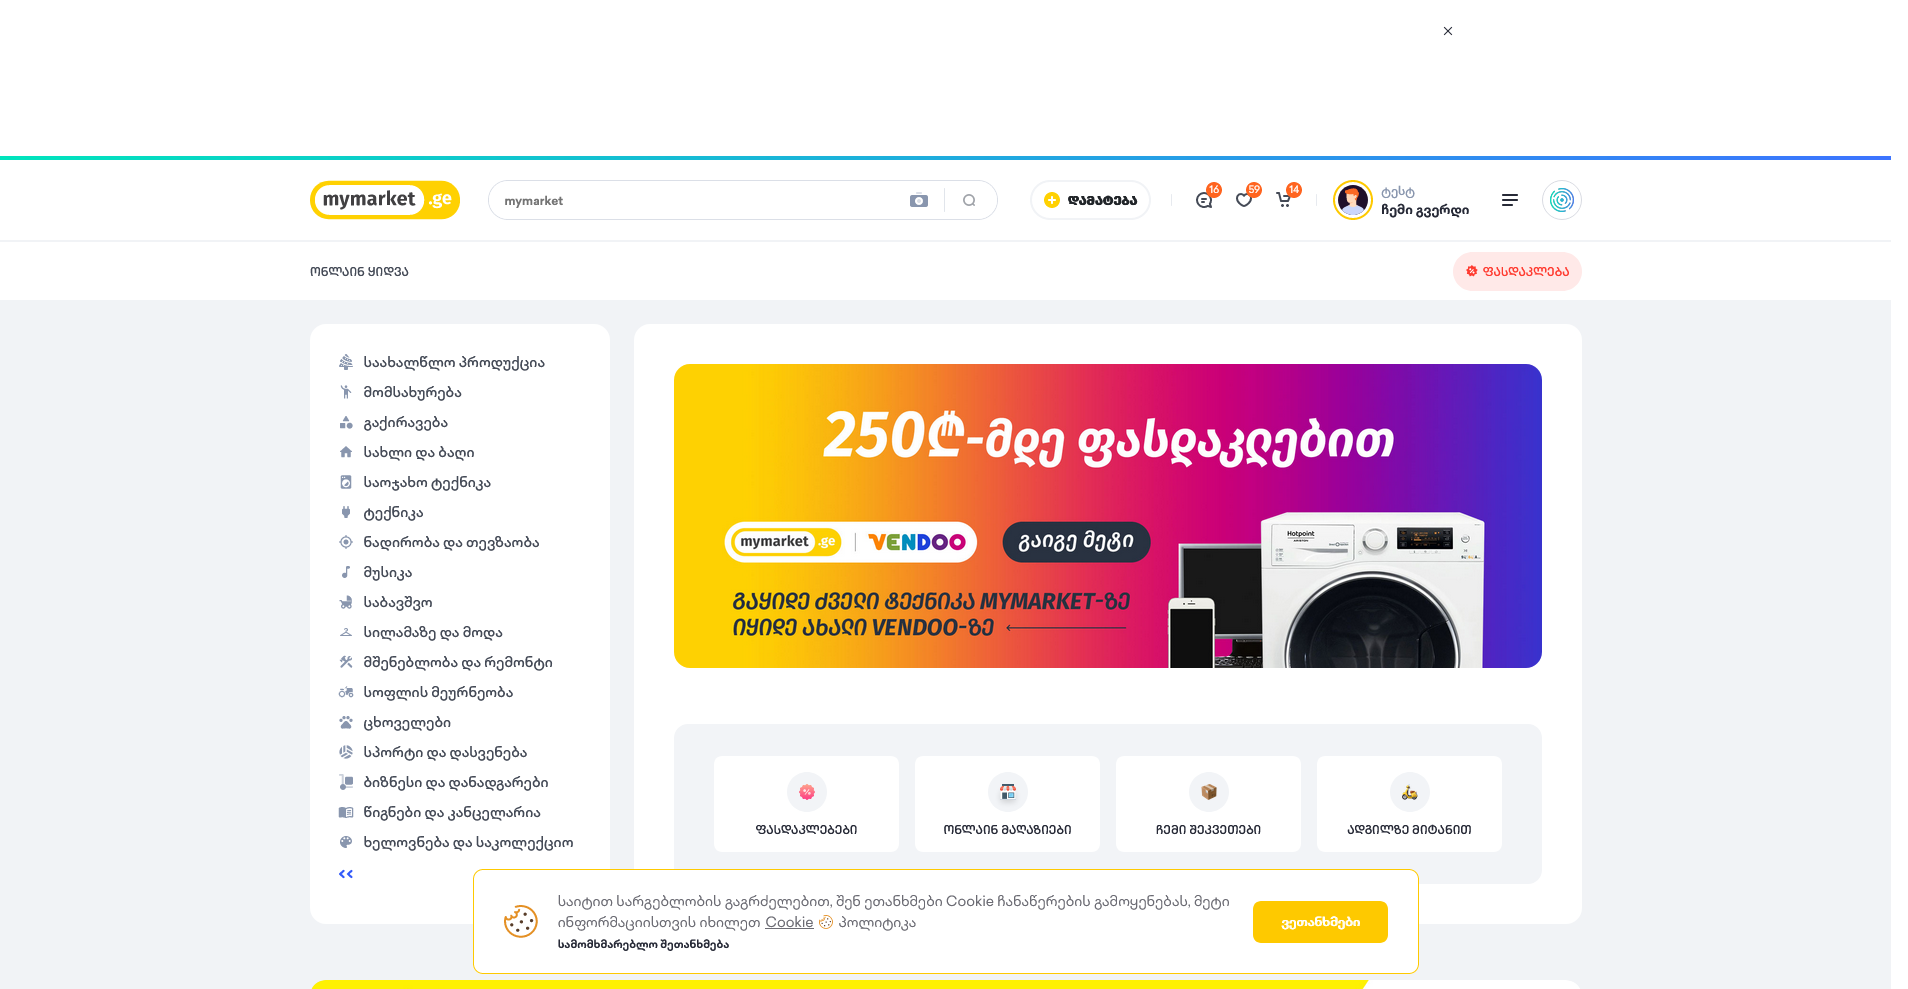 mymarket .ge
mymarket
დამატება
16
59
14
ტესტ
ჩემი გვერდი
ონლაინ ყიდვა
ფასდაკლება
საახალწლო პროდუქცია
მომსახურება
გაქირავება
სახლი და ბაღი
საოჯახო ტექნიკა
ტექნიკა
ნადირობა და თევზაობა
მუსიკა
საბავშვო
სილამაზე და მოდა
მშენებლობა და რემონტი
სოფლის მეურნეობა
ცხოველები
სპორტი და დასვენება
ბიზნესი და დანადგარები
წიგნები და კანცელარია
ხელოვნება და საკოლექციო
250₾-მდე ფასდაკლებით
mymarket .ge | VENDOO
გაიგე მეტი
გაყიდე ძველი ტექნიკა MYMARKET-ზე
იყიდე ახალი VENDOO-ზე
Hotpoint
ფასდაკლებები
ონლაინ მაღაზიები
ჩემი შეკვეთები
ადგილზე მიტანით
საიტით სარგებლობის გაგრძელებით, შენ ეთანხმები Cookie ჩანაწერების გამოყენებას, მეტი
ინფორმაციისთვის იხილეთ Cookie 🍪 პოლიტიკა
სამომხმარებლო შეთანხმება
ვეთანხმები